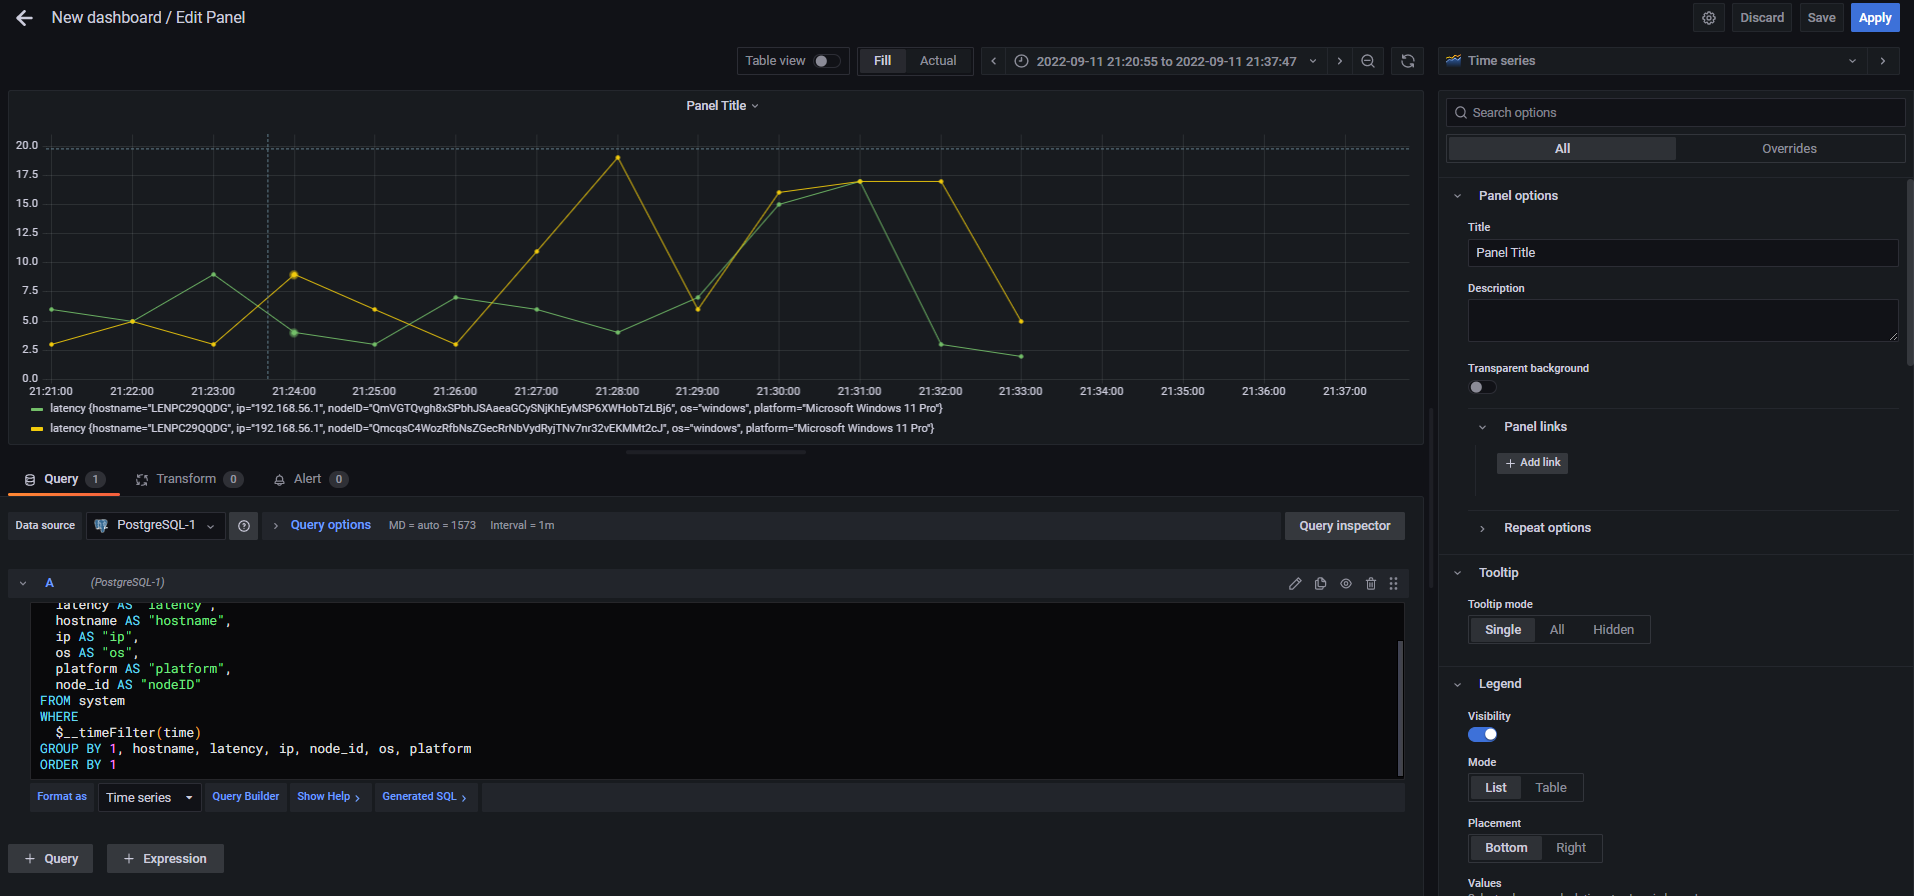 New dashboard / Edit Panel
Discard
Save
Apply
Table view
Fill
Actual
2022-09-11 21:20:55 to 2022-09-11 21:37:47
Time series
Panel Title
20.0
17.5
15.0
12.5
10.0
7.5
5.0
2.5
0.0
21:21:00 21:22:00 21:23:00 21:24:00 21:25:00 21:26:00 21:27:00 21:28:00 21:29:00 21:30:00 21:31:00 21:32:00 21:33:00 21:34:00 21:35:00 21:36:00 21:37:00
latency {hostname="LENPC29QQDG", ip="192.168.56.1", nodeID="QmVGTQvgh8xSPbhJSAaeaGCySNjKhEyMSP6XWHobTzLBj6", os="windows", platform="Microsoft Windows 11 Pro"}
latency {hostname="LENPC29QQDG", ip="192.168.56.1", nodeID="QmcqsC4WozRfbNsZGecRrNbVydRyjTNv7nr32vEKMMt2cJ", os="windows", platform="Microsoft Windows 11 Pro"}
Query 1
Transform 0
Alert 0
Data source
PostgreSQL-1
Query options
MD = auto = 1573
Interval = 1m
Query inspector
A
(PostgreSQL-1)
latency AS "latency",
hostname AS "hostname",
ip AS "ip",
os AS "os",
platform AS "platform",
node_id AS "nodeID"
FROM system
WHERE
$__timeFilter(time)
GROUP BY 1, hostname, latency, ip, node_id, os, platform
ORDER BY 1
Format as
Time series
Query Builder
Show Help
Generated SQL
+ Query
+ Expression
Search options
All
Overrides
Panel options
Title
Panel Title
Description
Transparent background
Panel links
+ Add link
Repeat options
Tooltip
Tooltip mode
Single
All
Hidden
Legend
Visibility
Mode
List
Table
Placement
Bottom
Right
Values